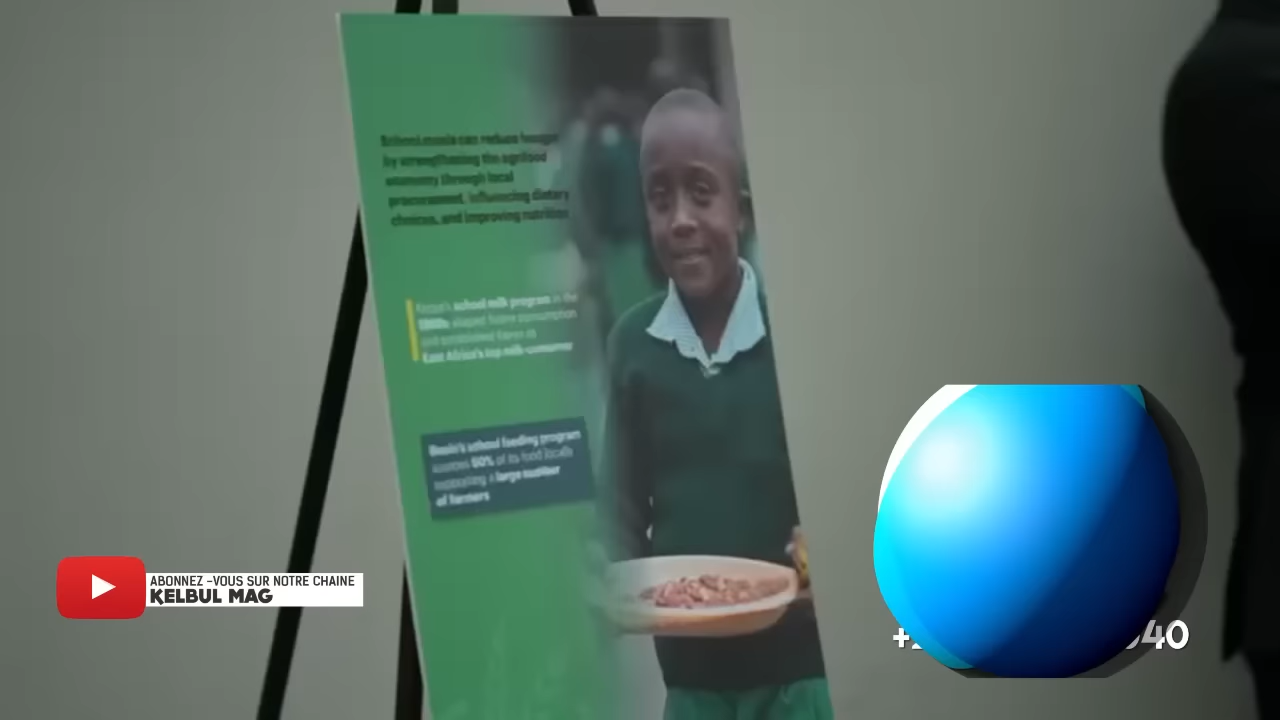 School meals can reduce hunger
by strengthening the agrifood
economy through local
procurement, influencing dietary
choices, and improving nutrition
Kenya's school milk program in the
1980s shaped home consumption
and established Kenya as
East Africa's top milk-consumer
Benin's school feeding program
sources 60% of its food locally
supporting a large number
of farmers
ABONNEZ -VOUS SUR NOTRE CHAINE
KELBUL MAG
40